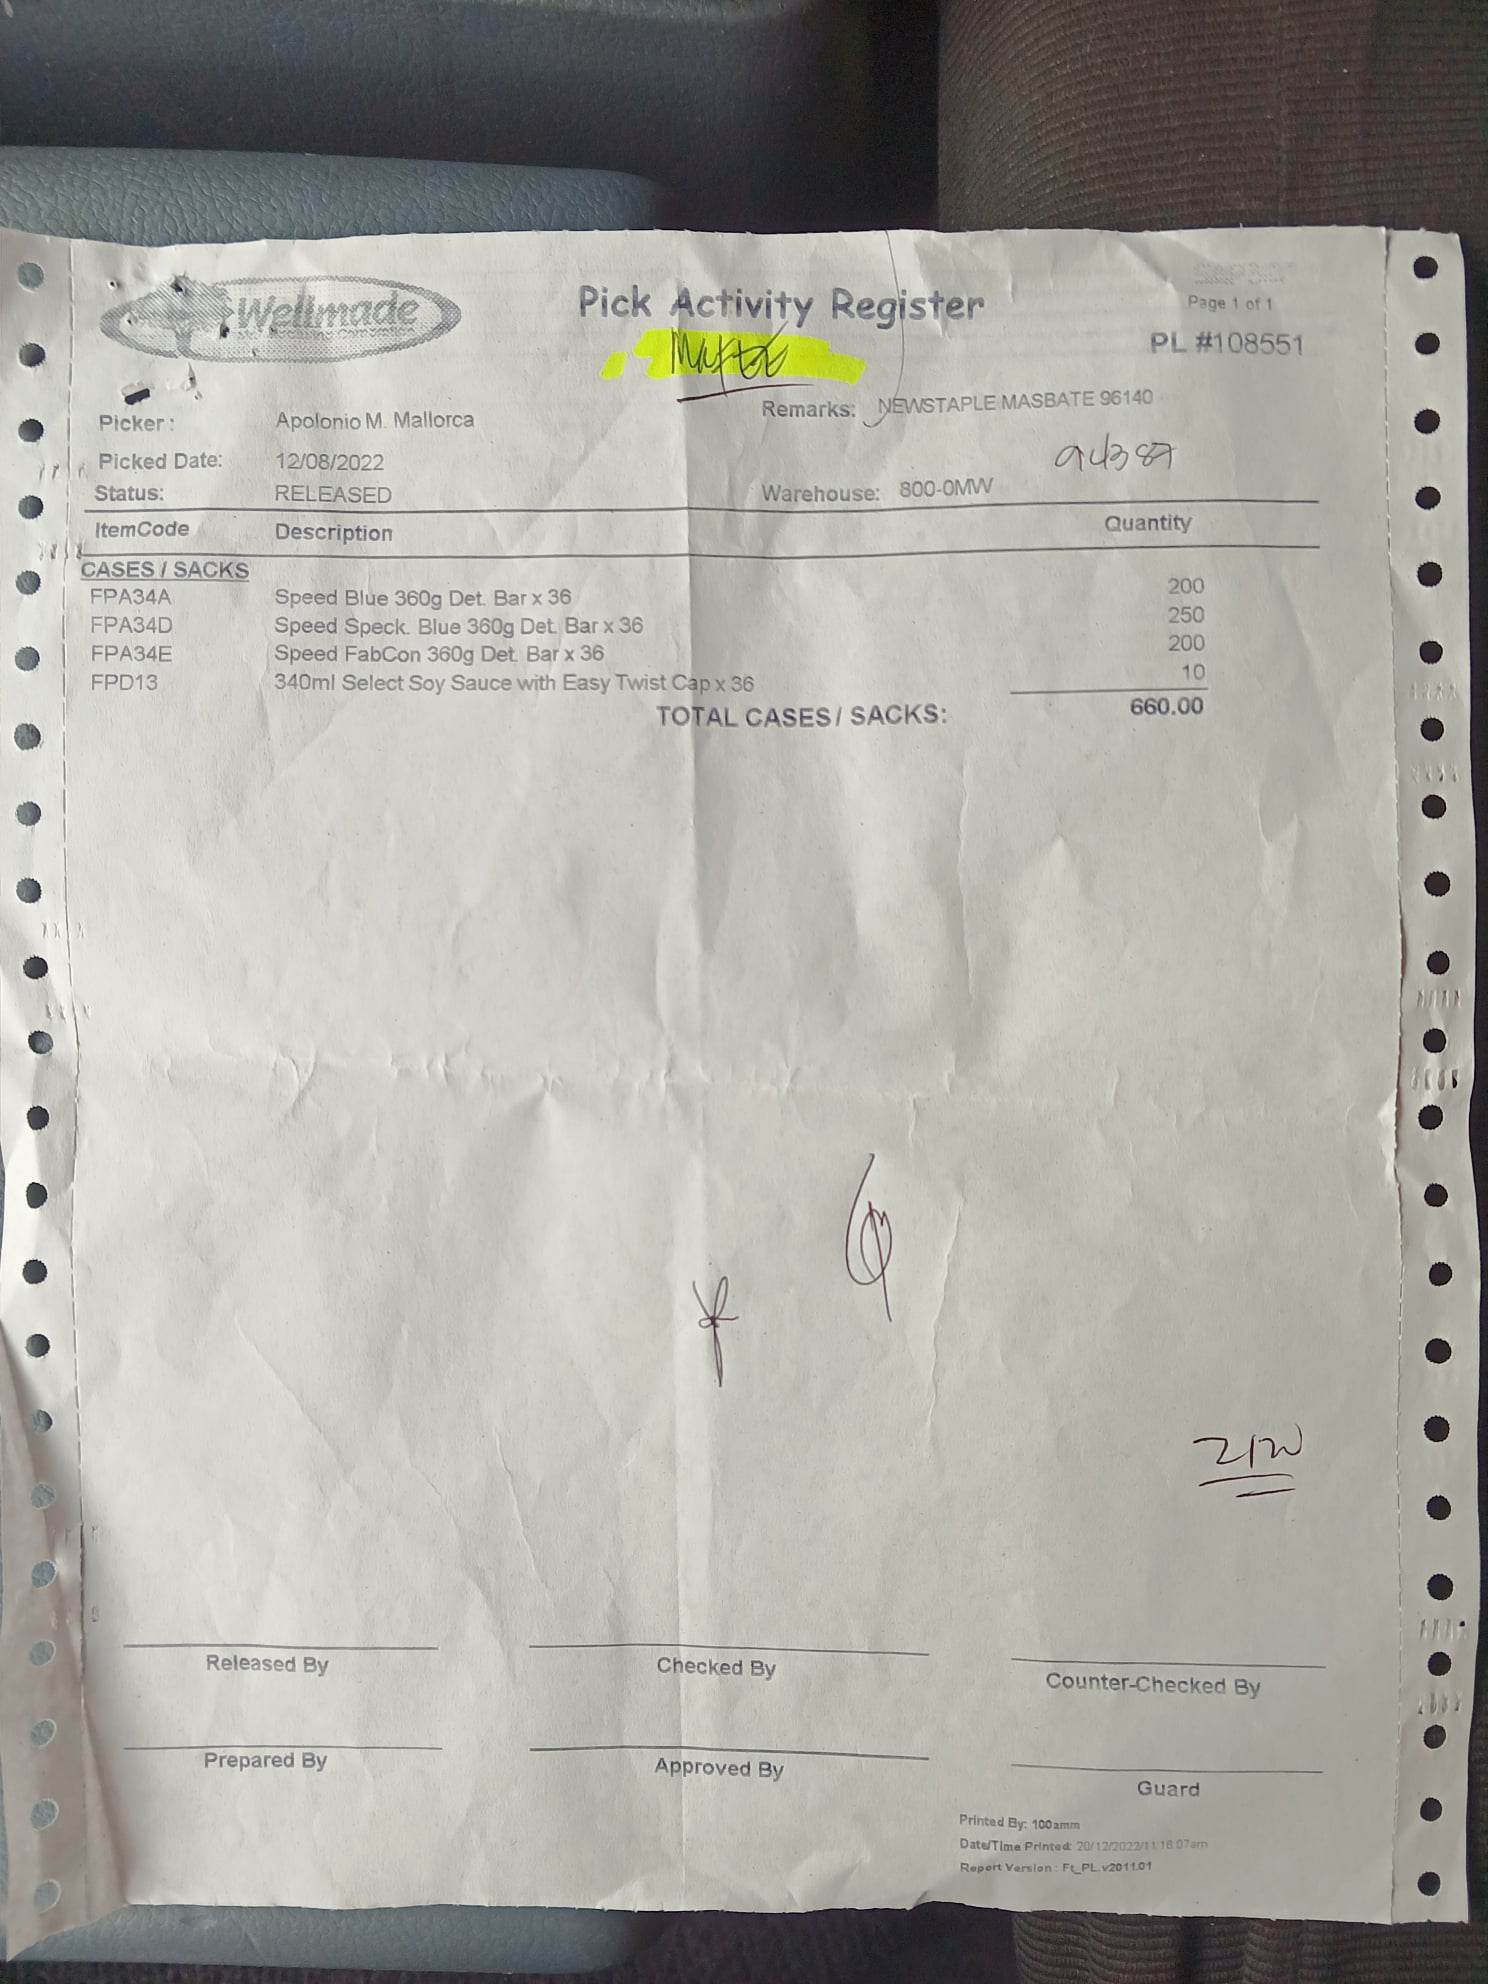 Wellmade
Pick Activity Register
Page 1 of 1
PL #108551
Picker : Apolonio M. Mallorca
Remarks: NEWSTAPLE MASBATE 96140
Picked Date: 12/08/2022
94387
Status: RELEASED
Warehouse: 800-0MW
ItemCode Description Quantity
CASES / SACKS
FPA34A Speed Blue 360g Det. Bar x 36 200
FPA34D Speed Speck. Blue 360g Det. Bar x 36 250
FPA34E Speed FabCon 360g Det. Bar x 36 200
FPD13 340ml Select Soy Sauce with Easy Twist Cap x 36 10
TOTAL CASES / SACKS: 660.00
Released By Checked By Counter-Checked By
Prepared By Approved By Guard
Printed By: 100amm
Date/Time Printed: 20/12/2022/11:16:07am
Report Version : Ft_PL.v2011.01